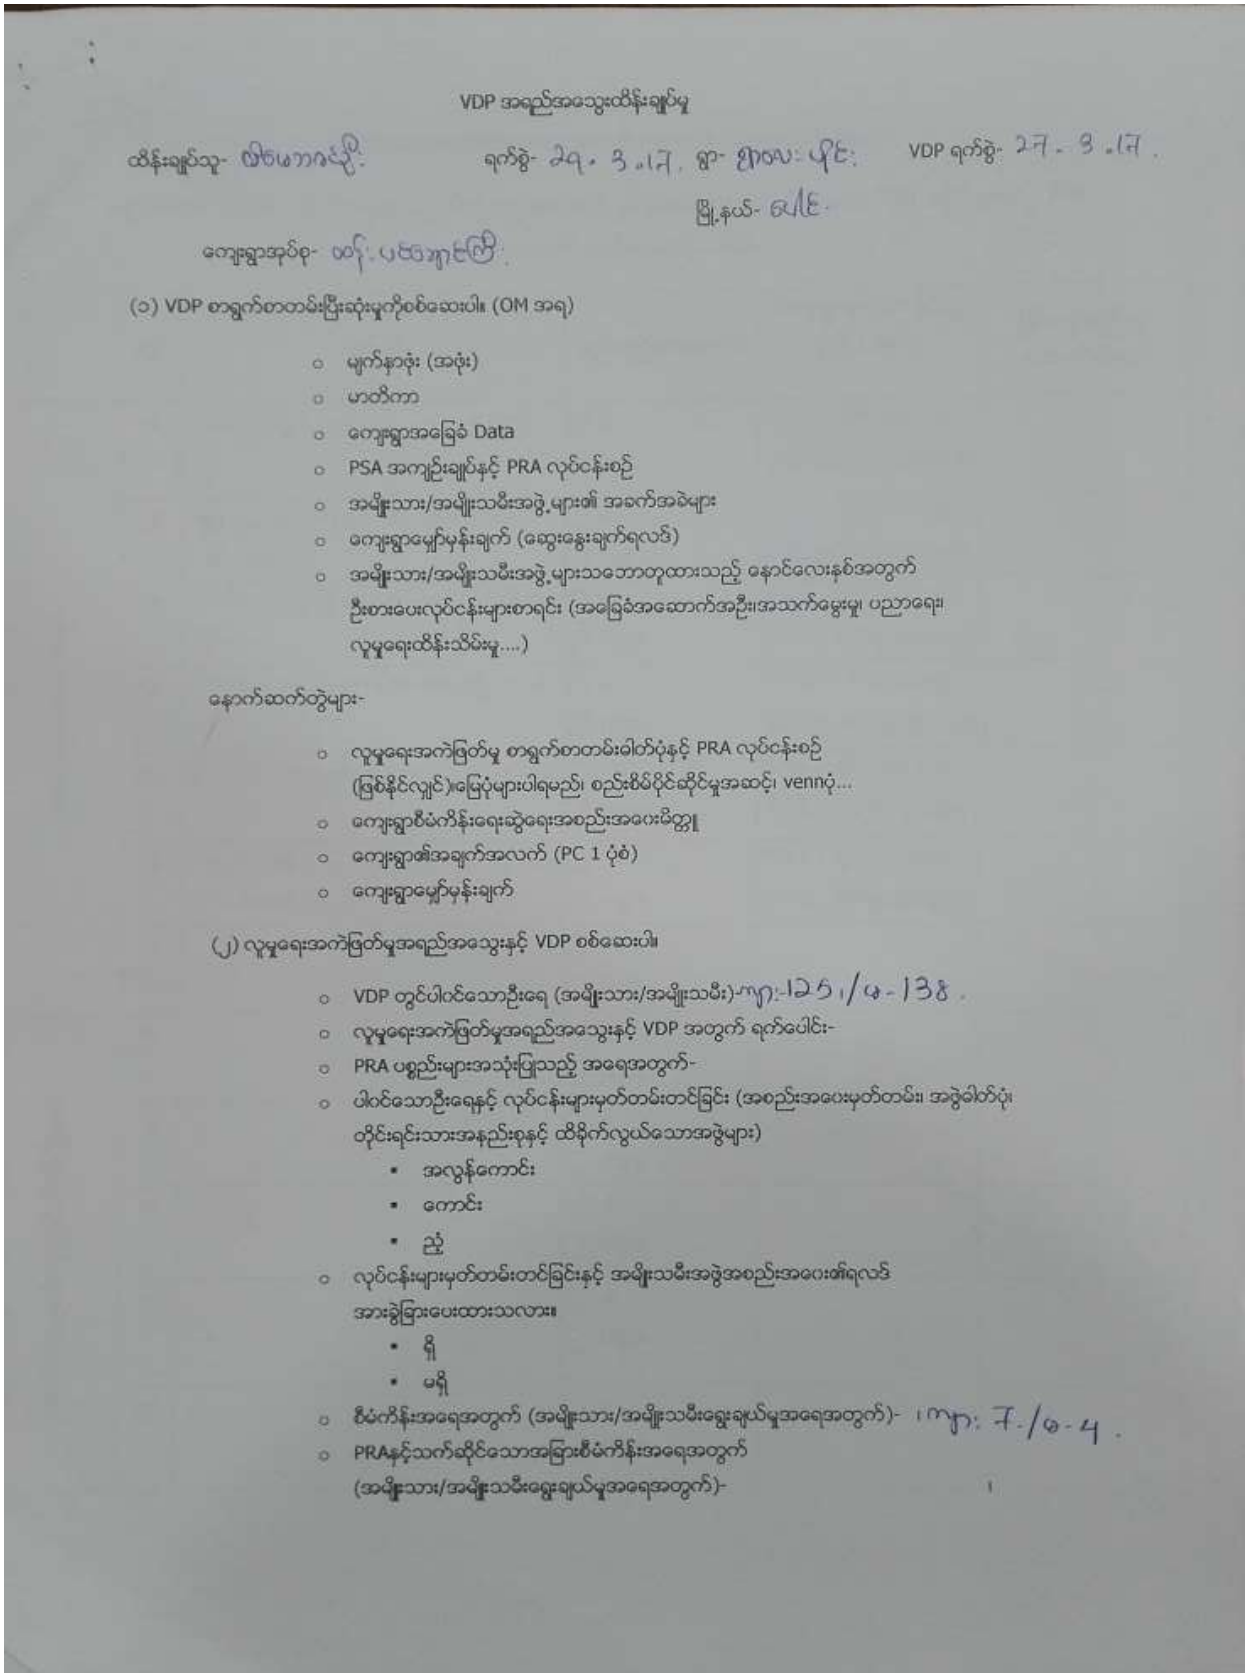 VDP အရည်အသွေးထိန်းချုပ်မှု
ထိန်းချုပ်သူ- ရက်စွဲ- 29. 3 .17. ရွာ- VDP ရက်စွဲ- 27. 3 .17.
မြို့နယ်- ပေါင်
ကျေးရွာအုပ်စု-
(၁) VDP စာရွက်စာတမ်းပြီးဆုံးမှုကိုစစ်ဆေးပါ။ (OM အရ)
○ မျက်နှာဖုံး (အဖုံး)
○ မာတိကာ
○ ကျေးရွာအခြေခံ Data
○ PSA အကျဉ်းချုပ်နှင့် PRA လုပ်ငန်းစဉ်
○ အမျိုးသား/အမျိုးသမီးအဖွဲ့များ၏ အခက်အခဲများ
○ ကျေးရွာမျှော်မှန်းချက် (ဆွေးနွေးချက်ရလဒ်)
○ အမျိုးသား/အမျိုးသမီးအဖွဲ့များသဘောတူထားသည့် နောင်လေးနှစ်အတွက်
ဦးစားပေးလုပ်ငန်းများစာရင်း (အခြေခံအဆောက်အဦး၊အသက်မွေးမှု၊ ပညာရေး၊
လူမှုရေးထိန်းသိမ်းမှု....)
နောက်ဆက်တွဲများ-
○ လူမှုရေးအကဲဖြတ်မှု စာရွက်စာတမ်းဓါတ်ပုံနှင့် PRA လုပ်ငန်းစဉ်
(ဖြစ်နိုင်လျှင်)၊မြေပုံများပါရမည်၊ စည်းစိမ်ပိုင်ဆိုင်မှုအဆင့်၊ vennပုံ...
○ ကျေးရွာစီမံကိန်းရေးဆွဲရေးအစည်းအဝေးမိတ္တူ
○ ကျေးရွာ၏အချက်အလက် (PC 1 ပုံစံ)
○ ကျေးရွာမျှော်မှန်းချက်
(၂) လူမှုရေးအကဲဖြတ်မှုအရည်အသွေးနှင့် VDP စစ်ဆေးပါ။
○ VDP တွင်ပါဝင်သောဦးရေ (အမျိုးသား/အမျိုးသမီး)-ကျား-125 ၊/မ-138.
○ လူမှုရေးအကဲဖြတ်မှုအရည်အသွေးနှင့် VDP အတွက် ရက်ပေါင်း-
○ PRA ပစ္စည်းများအသုံးပြုသည့် အရေအတွက်-
○ ပါဝင်သောဦးရေနှင့် လုပ်ငန်းများမှတ်တမ်းတင်ခြင်း (အစည်းအဝေးမှတ်တမ်း၊ အဖွဲဓါတ်ပုံ၊
တိုင်းရင်းသားအနည်းစုနှင့် ထိခိုက်လွယ်သောအဖွဲများ)
▪ အလွန်ကောင်း
▪ ကောင်း
▪ ညံ့
○ လုပ်ငန်းများမှတ်တမ်းတင်ခြင်းနှင့် အမျိုးသမီးအဖွဲအစည်းအဝေး၏ရလဒ်
အားခွဲခြားပေးထားသလား။
▪ ရှိ
▪ မရှိ
○ စီမံကိန်းအရေအတွက် (အမျိုးသား/အမျိုးသမီးရွေးချယ်မှုအရေအတွက်)- ကျား 7./မ-4.
○ PRAနှင့်သက်ဆိုင်သောအခြားစီမံကိန်းအရေအတွက်
(အမျိုးသား/အမျိုးသမီးရွေးချယ်မှုအရေအတွက်)-